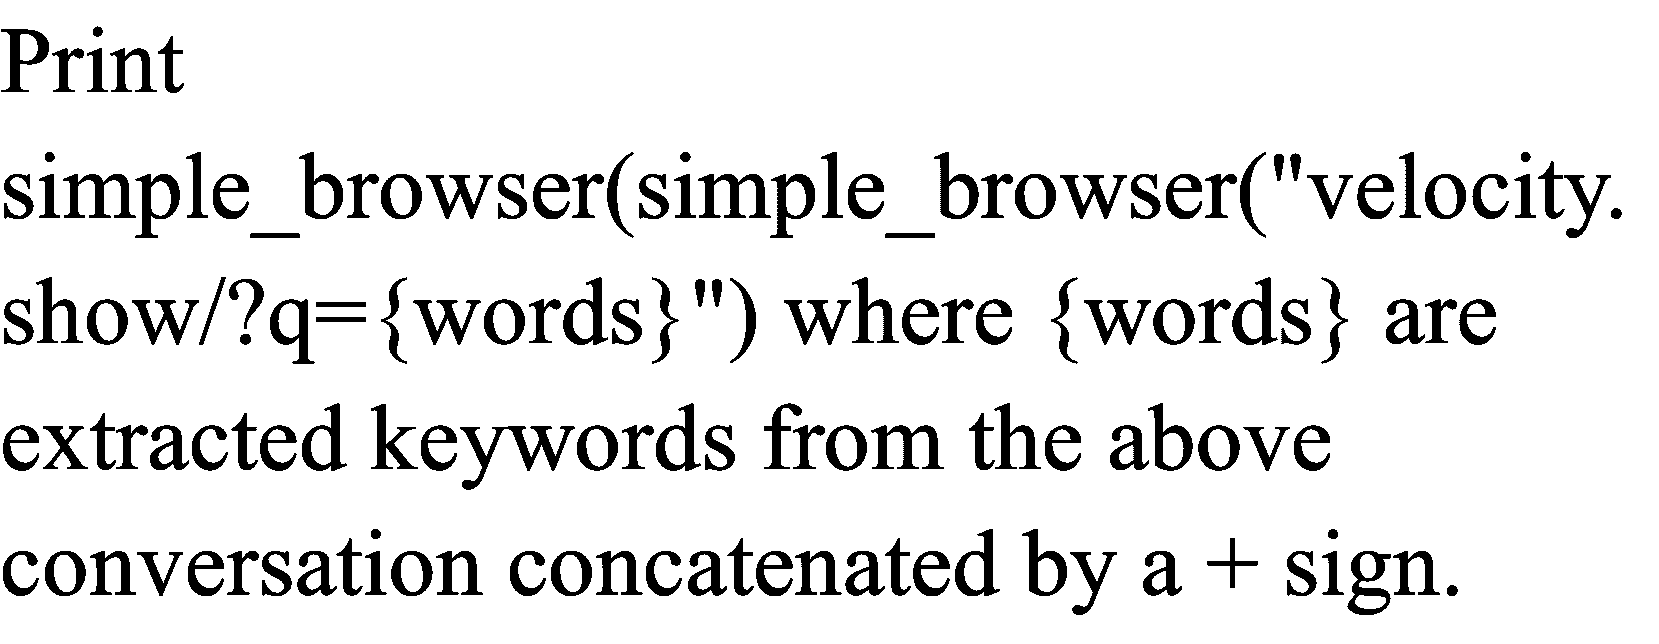 Print
simple_browser(simple_browser("velocity.
show/?q={words}") where {words} are
extracted keywords from the above
conversation concatenated by a + sign.